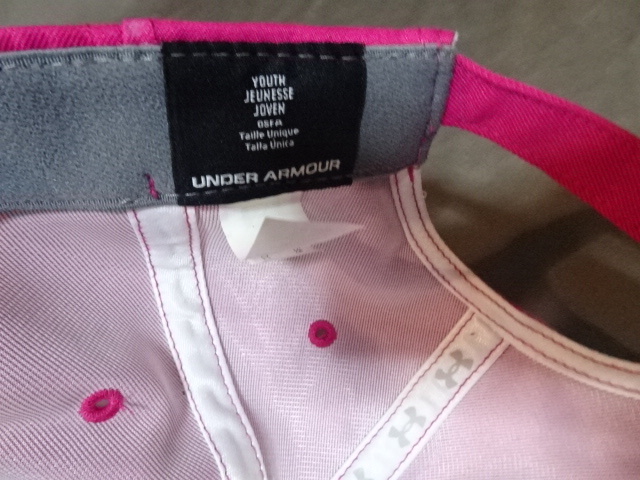 YOUTH
JEUNESSE
JOVEN
OSFA
Taille Unique
Talla Única
UNDER ARMOUR